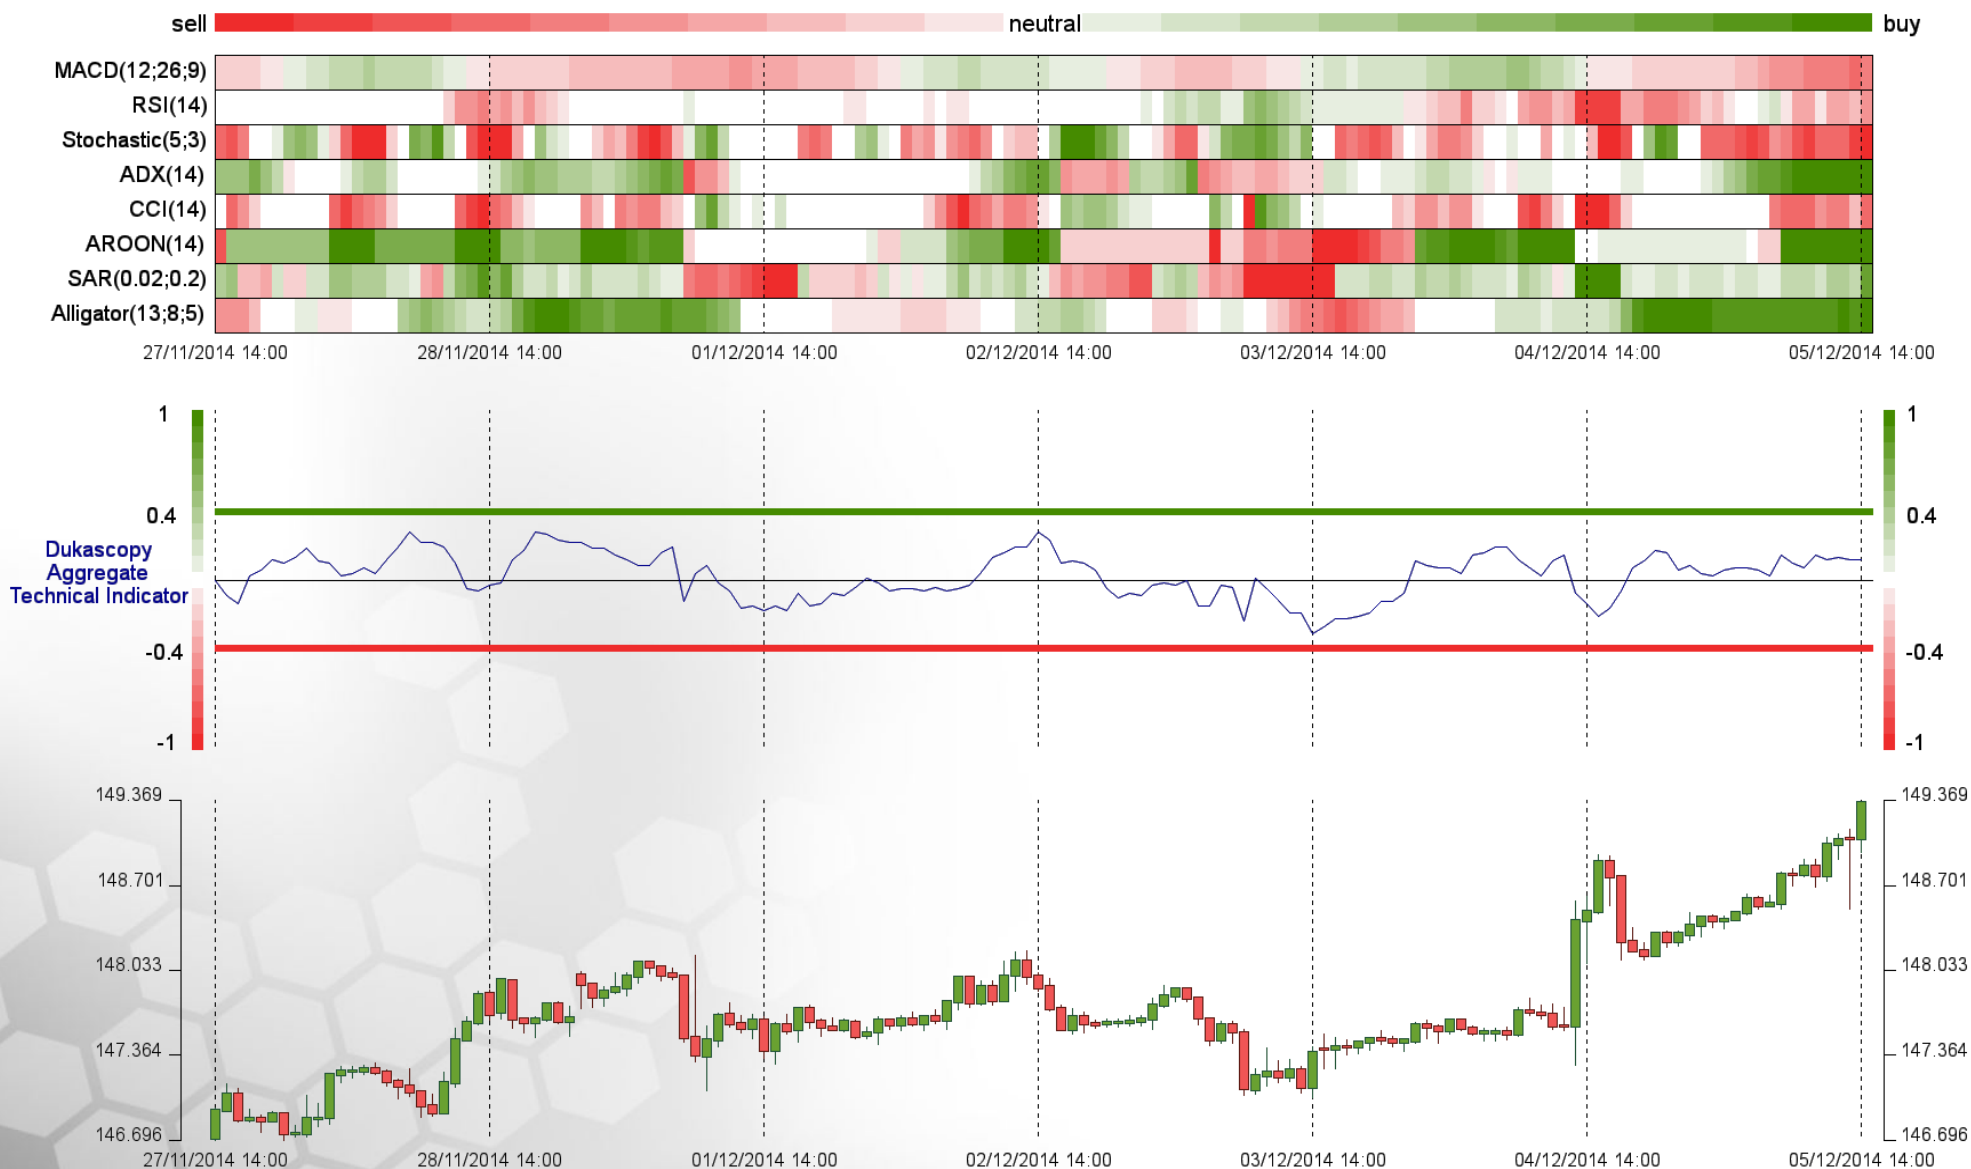 sell neutral buy
MACD(12;26;9)
RSI(14)
Stochastic(5;3)
ADX(14)
CCI(14)
AROON(14)
SAR(0.02;0.2)
Alligator(13;8;5)
27/11/2014 14:00 28/11/2014 14:00 01/12/2014 14:00 02/12/2014 14:00 03/12/2014 14:00 04/12/2014 14:00 05/12/2014 14:00
1 1
0.4 0.4
Dukascopy
Aggregate
Technical Indicator
-0.4 -0.4
-1 -1
149.369 149.369
148.701 148.701
148.033 148.033
147.364 147.364
146.696 146.696
27/11/2014 14:00 28/11/2014 14:00 01/12/2014 14:00 02/12/2014 14:00 03/12/2014 14:00 04/12/2014 14:00 05/12/2014 14:00